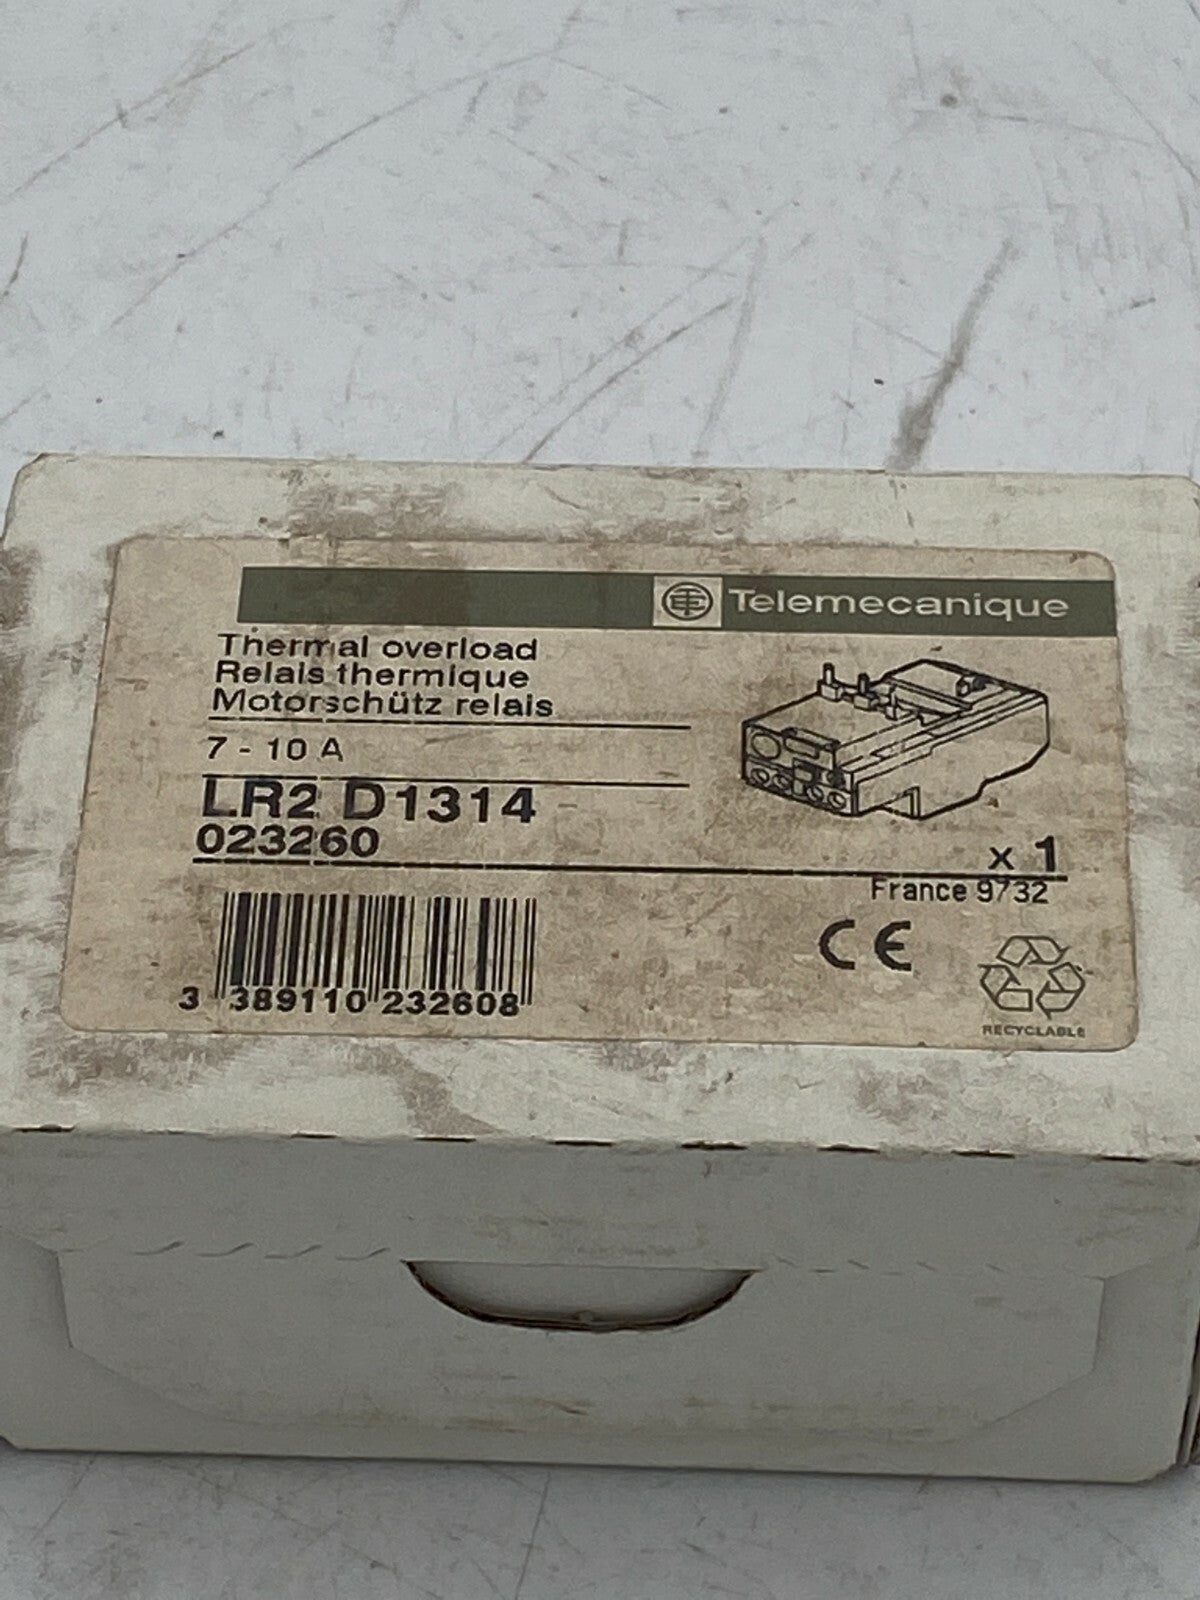 Telemecanique
Thermal overload
Relais thermique
Motorschütz relais
7 - 10 A
LR2 D1314
023260
x 1
France 9732
CE
3 389110 232608
RECYCLABLE